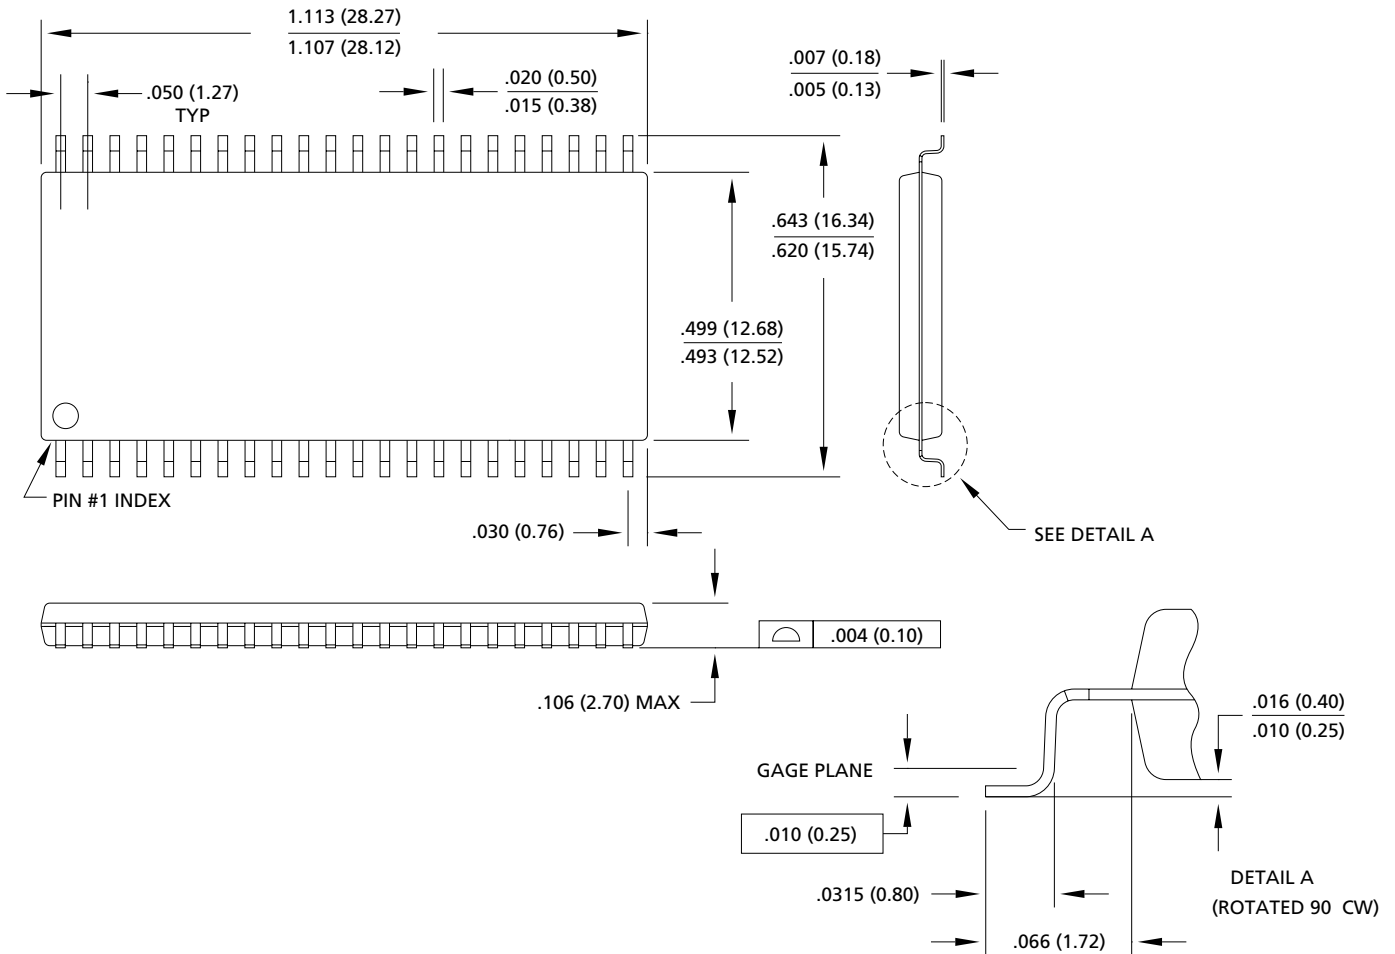 1.113 (28.27)
1.107 (28.12)
.050 (1.27)
TYP
.020 (0.50)
.015 (0.38)
.007 (0.18)
.005 (0.13)
.643 (16.34)
.620 (15.74)
.499 (12.68)
.493 (12.52)
PIN #1 INDEX
.030 (0.76)
SEE DETAIL A
.004 (0.10)
.106 (2.70) MAX
.016 (0.40)
.010 (0.25)
GAGE PLANE
.010 (0.25)
.0315 (0.80)
DETAIL A
(ROTATED 90 CW)
.066 (1.72)